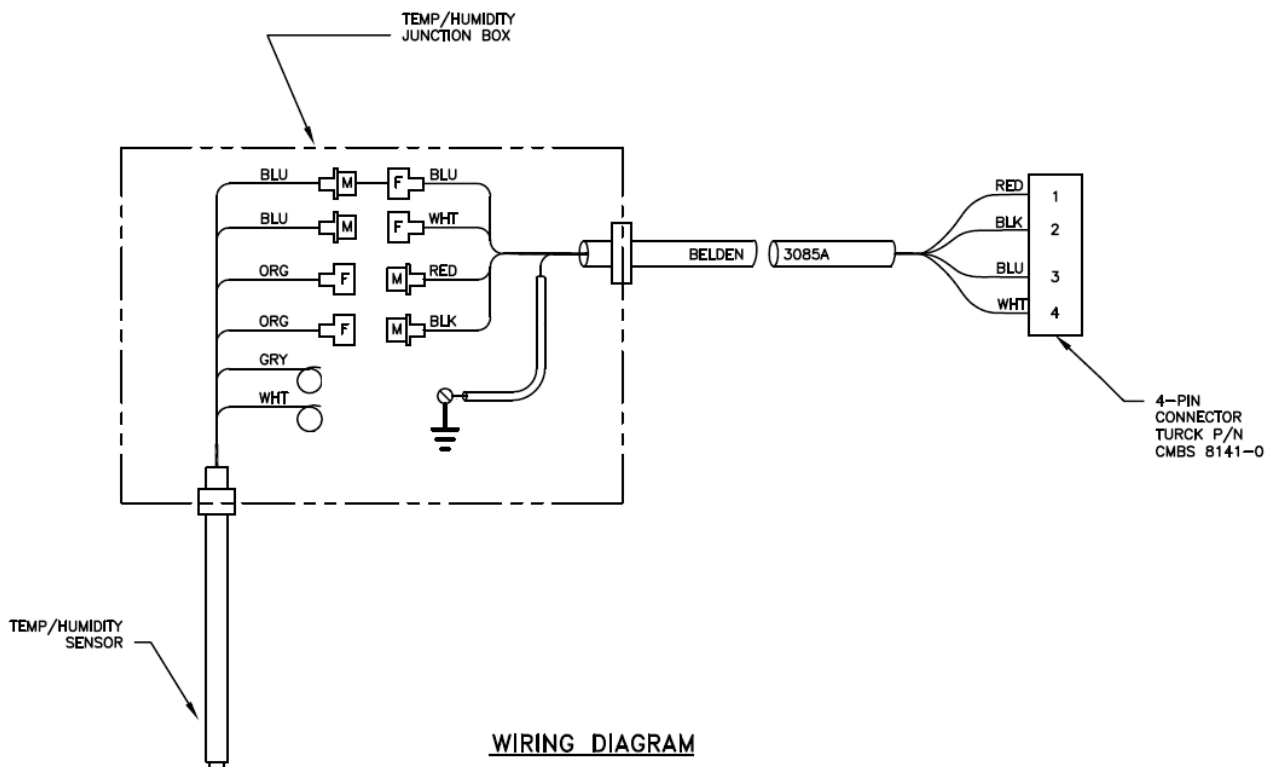 TEMP/HUMIDITY
JUNCTION BOX
BLU M F BLU
BLU M F WHT
ORG F M RED
ORG F M BLK
GRY
WHT
BELDEN 3085A
RED 1
BLK 2
BLU 3
WHT 4
4-PIN
CONNECTOR
TURCK P/N
CMBS 8141-0
TEMP/HUMIDITY
SENSOR
WIRING DIAGRAM